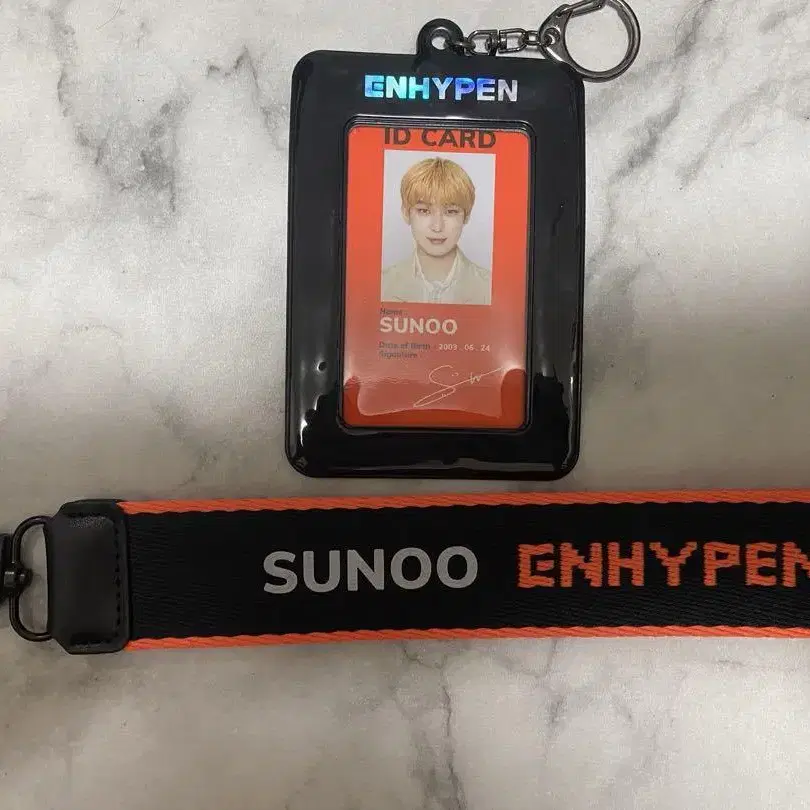 ENHYPEN
ID CARD
Name :
SUNOO
Date of Birth : 2003 . 06 . 24
Signature :
SUNOO ENHYPEN